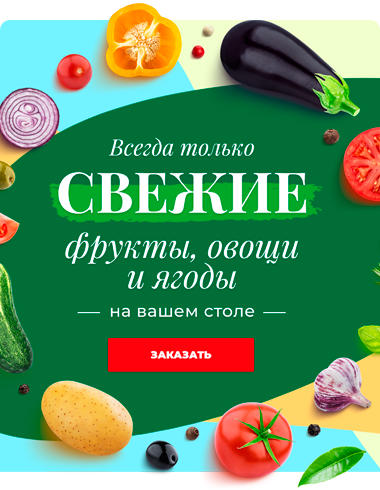 Всегда только
СВЕЖИЕ
фрукты, овощи
и ягоды
— на вашем столе —
ЗАКАЗАТЬ